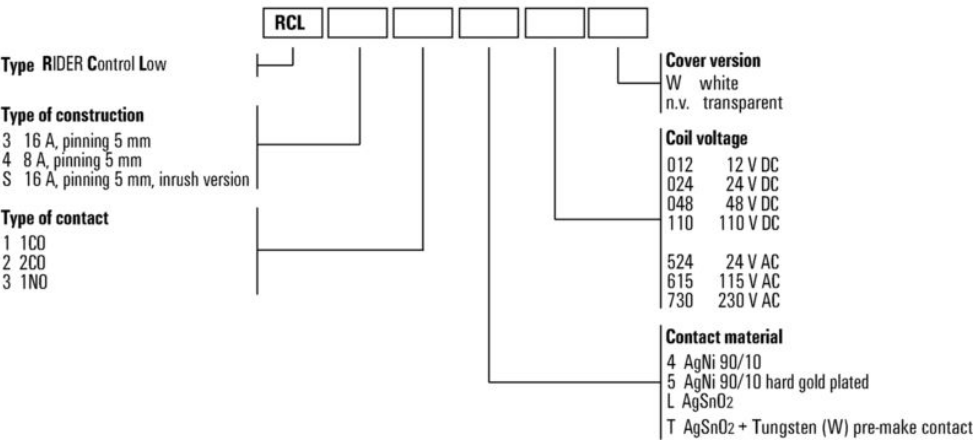 RCL
Type RIDER Control Low
Type of construction
3 16 A, pinning 5 mm
4 8 A, pinning 5 mm
S 16 A, pinning 5 mm, inrush version
Type of contact
1 1CO
2 2CO
3 1NO
Cover version
W white
n.v. transparent
Coil voltage
012 12 V DC
024 24 V DC
048 48 V DC
110 110 V DC
524 24 V AC
615 115 V AC
730 230 V AC
Contact material
4 AgNi 90/10
5 AgNi 90/10 hard gold plated
L AgSnO2
T AgSnO2 + Tungsten (W) pre-make contact